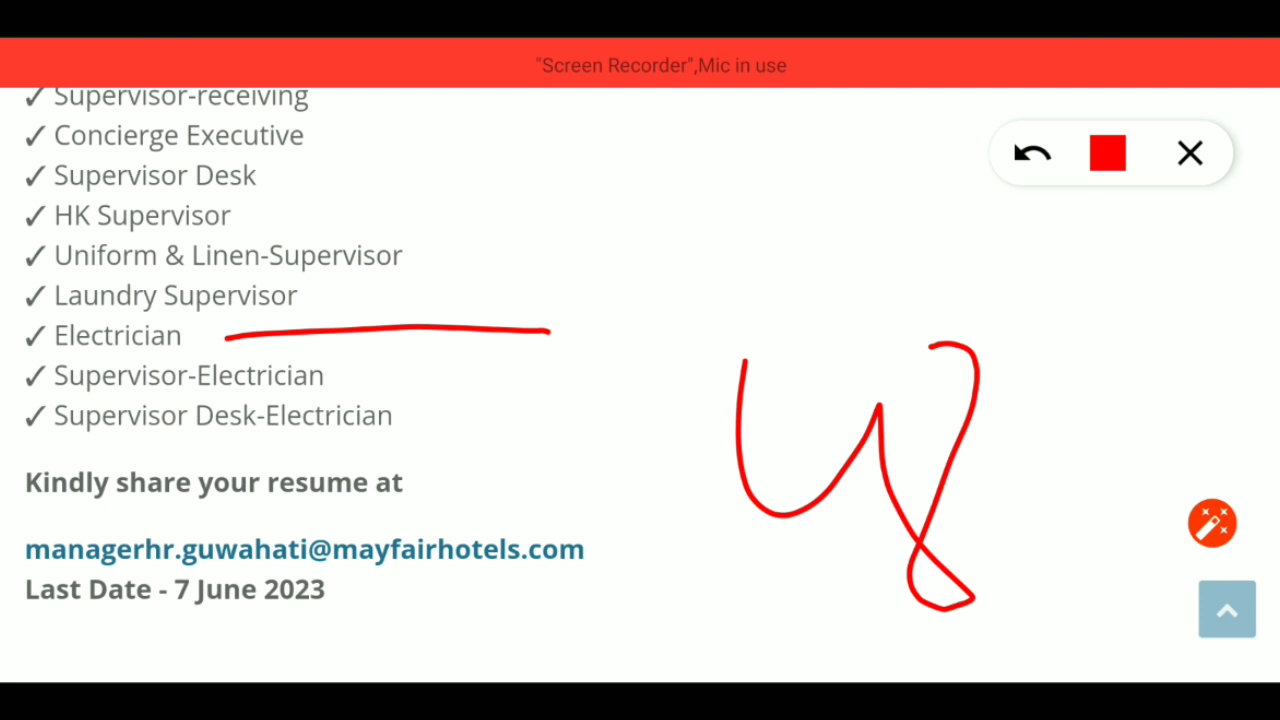 "Screen Recorder",Mic in use
✓ Supervisor-receiving
✓ Concierge Executive
✓ Supervisor Desk
✓ HK Supervisor
✓ Uniform & Linen-Supervisor
✓ Laundry Supervisor
✓ Electrician
✓ Supervisor-Electrician
✓ Supervisor Desk-Electrician
Kindly share your resume at
managerhr.guwahati@mayfairhotels.com
Last Date - 7 June 2023